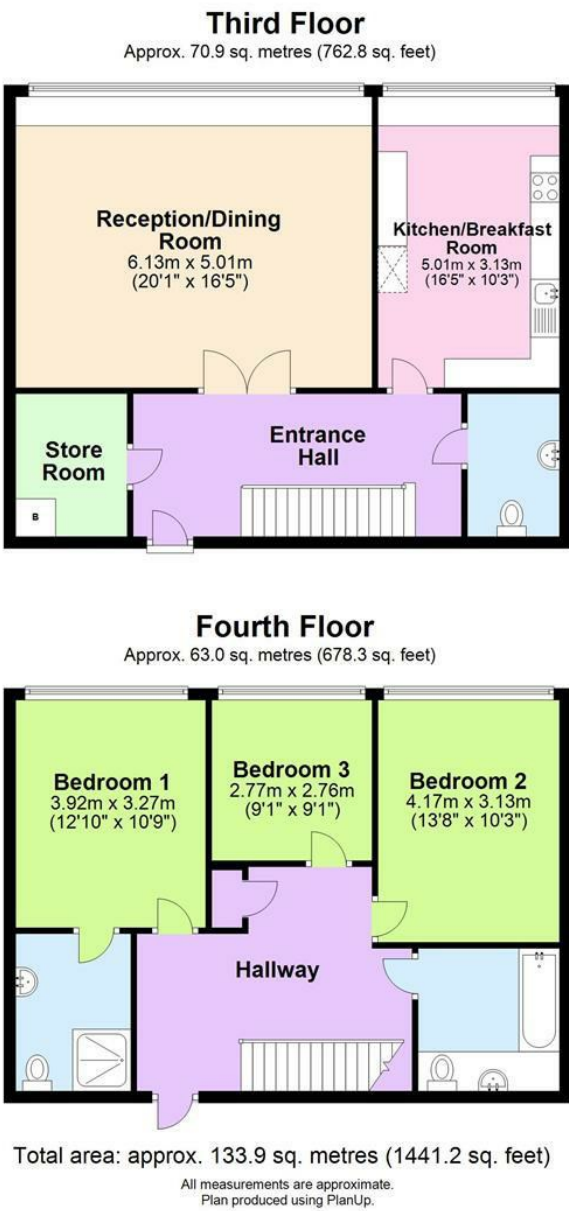 Third Floor
Approx. 70.9 sq. metres (762.8 sq. feet)
Reception/Dining
Room
6.13m x 5.01m
(20'1" x 16'5")
Kitchen/Breakfast
Room
5.01m x 3.13m
(16'5" x 10'3")
Store
Room
B
Entrance
Hall
Fourth Floor
Approx. 63.0 sq. metres (678.3 sq. feet)
Bedroom 1
3.92m x 3.27m
(12'10" x 10'9")
Bedroom 3
2.77m x 2.76m
(9'1" x 9'1")
Bedroom 2
4.17m x 3.13m
(13'8" x 10'3")
Hallway
Total area: approx. 133.9 sq. metres (1441.2 sq. feet)
All measurements are approximate.
Plan produced using PlanUp.